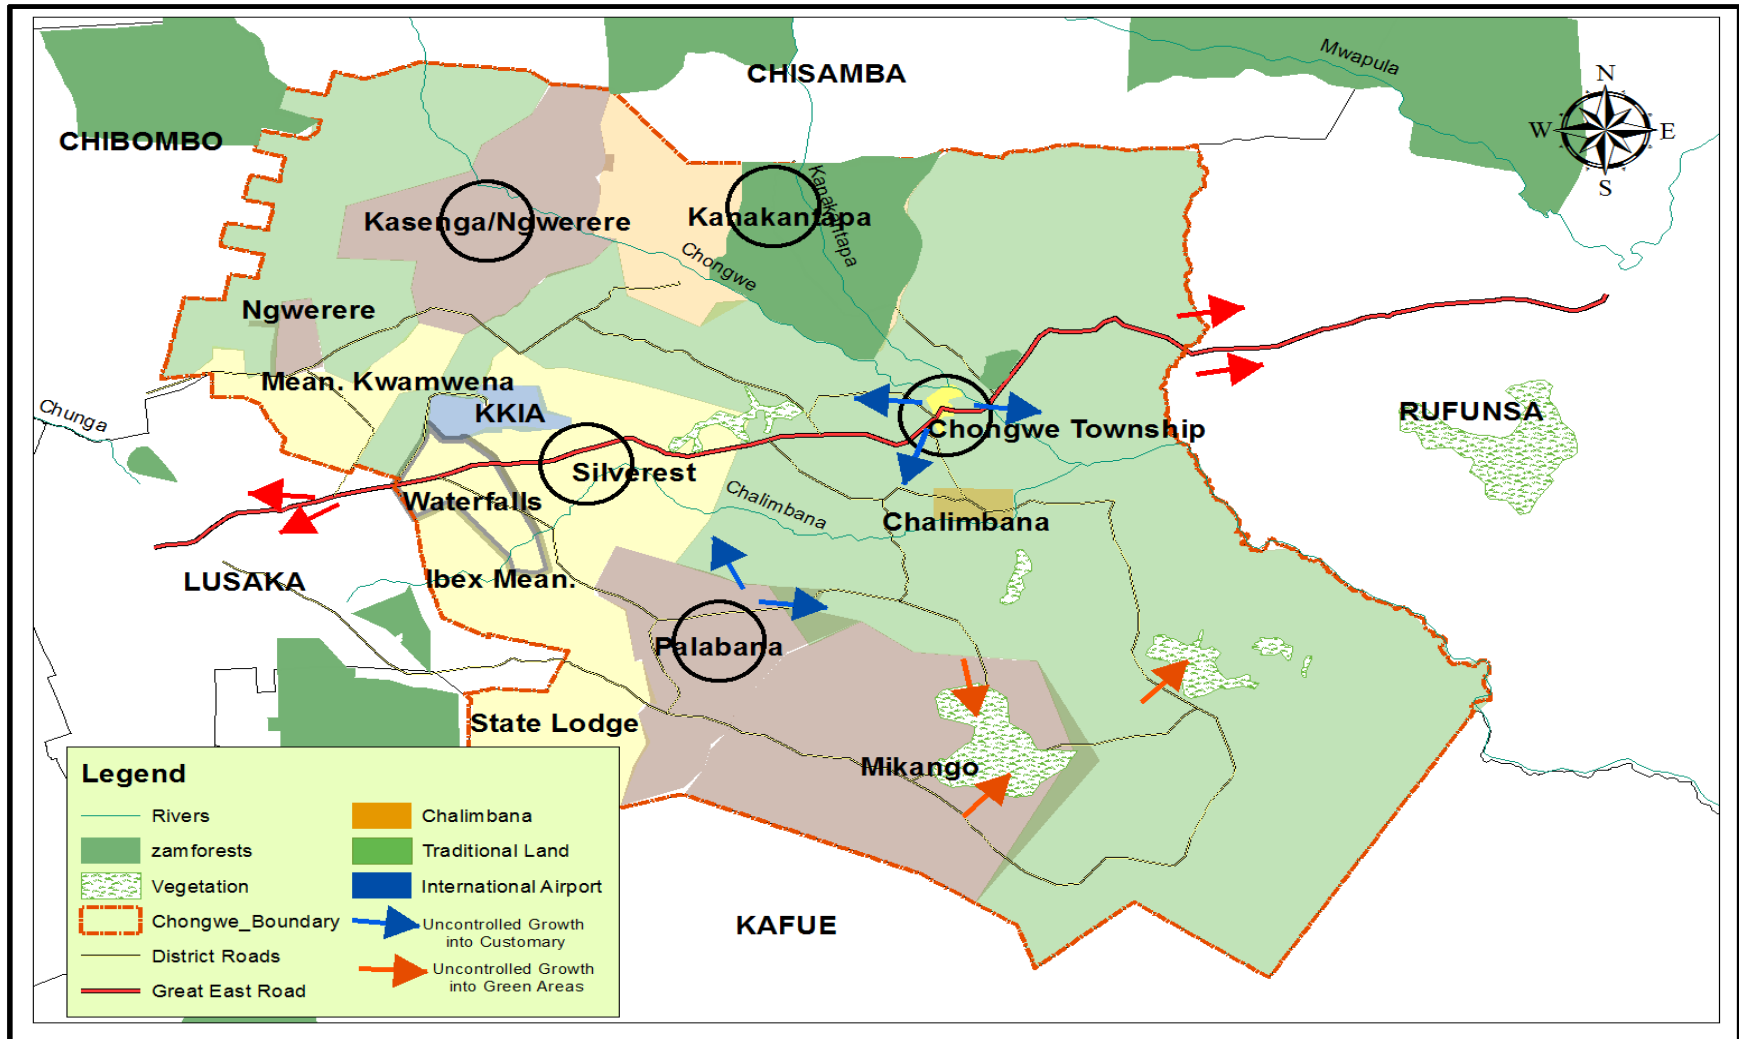 CHISAMBA
Mwapula
N
W
E
S
CHIBOMBO
Kasenga/Ngwerere
Kanakantapa
Kanakantapa
Chongwe
Ngwerere
Mean. Kwamwena
KKIA
Chunga
RUFUNSA
Chongwe Township
Silverest
Waterfalls
Chalimbana
Chalimbana
LUSAKA
Ibex Mean.
Palabana
State Lodge
Mikango
KAFUE
Legend
Rivers
zamforests
Vegetation
Chongwe_Boundary
District Roads
Great East Road
Chalimbana
Traditional Land
International Airport
Uncontrolled Growth
into Customary
Uncontrolled Growth
into Green Areas